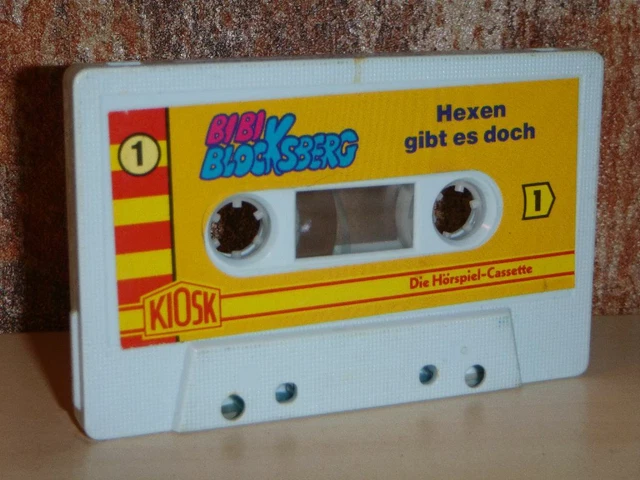 1
BIBI
BLOCKSBERG
Hexen
gibt es doch
1
Die Hörspiel-Cassette
KIOSK